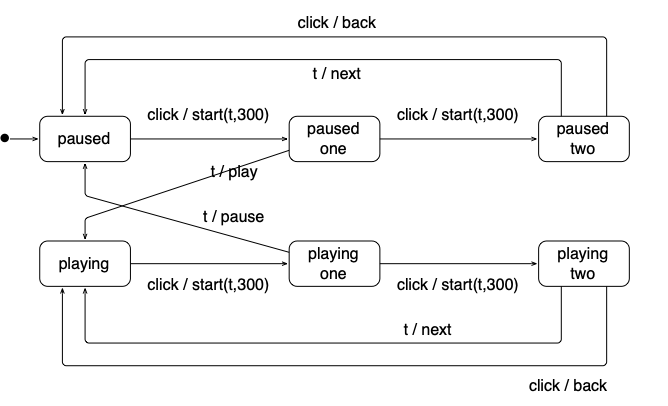 click / back
t / next
click / start(t,300)
click / start(t,300)
paused
paused
one
paused
two
t / play
t / pause
playing
playing
one
playing
two
click / start(t,300)
click / start(t,300)
t / next
click / back